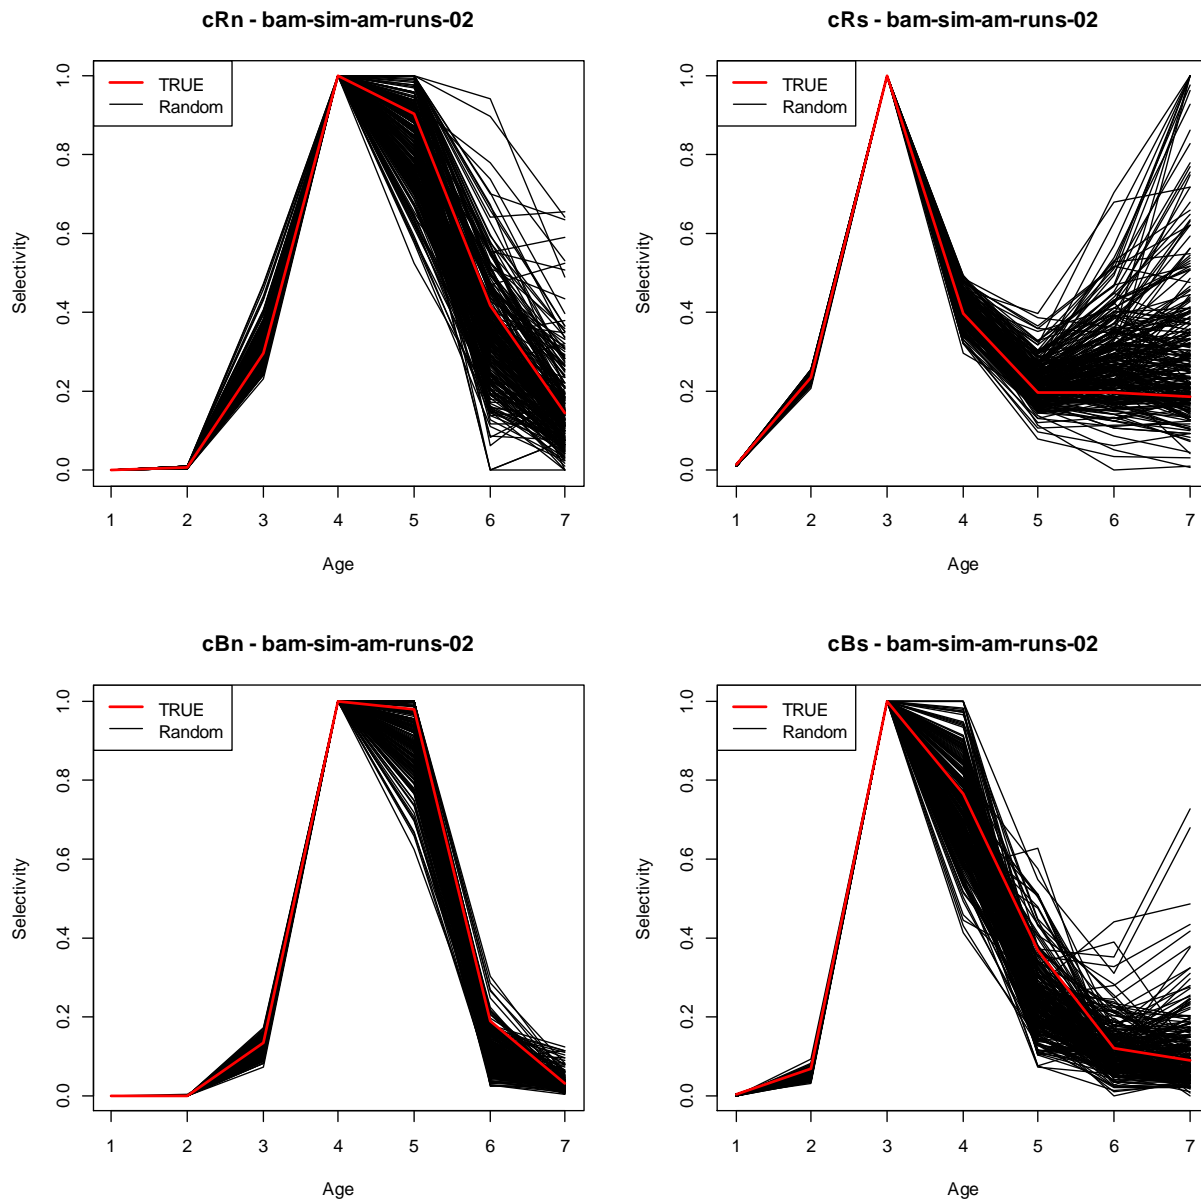 cRn - bam-sim-am-runs-02
TRUE
Random
Selectivity
0.0 0.2 0.4 0.6 0.8 1.0
1 2 3 4 5 6 7
Age
cRs - bam-sim-am-runs-02
TRUE
Random
Selectivity
0.0 0.2 0.4 0.6 0.8 1.0
1 2 3 4 5 6 7
Age
cBn - bam-sim-am-runs-02
TRUE
Random
Selectivity
0.0 0.2 0.4 0.6 0.8 1.0
1 2 3 4 5 6 7
Age
cBs - bam-sim-am-runs-02
TRUE
Random
Selectivity
0.0 0.2 0.4 0.6 0.8 1.0
1 2 3 4 5 6 7
Age